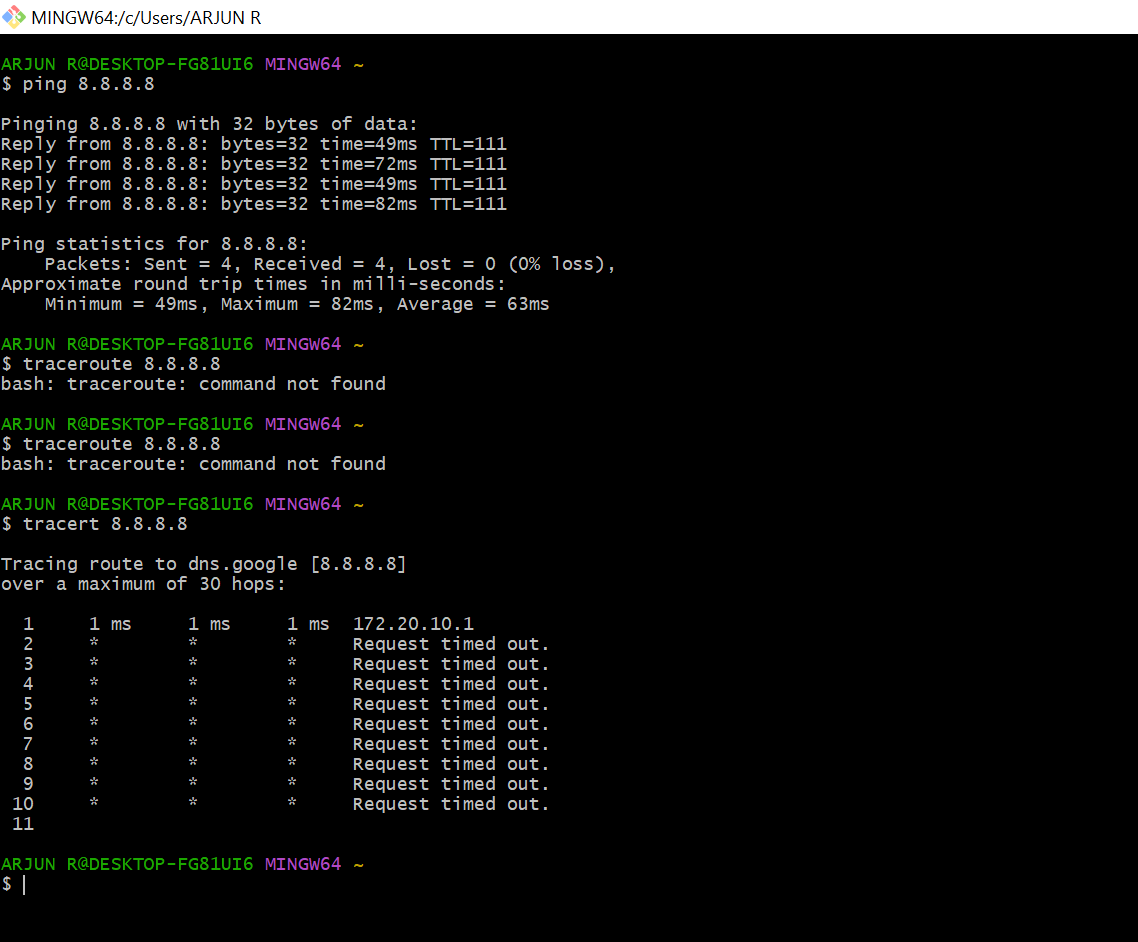 MINGW64:/c/Users/ARJUN R
ARJUN R@DESKTOP-FG81UI6 MINGW64 ~
$ ping 8.8.8.8
Pinging 8.8.8.8 with 32 bytes of data:
Reply from 8.8.8.8: bytes=32 time=49ms TTL=111
Reply from 8.8.8.8: bytes=32 time=72ms TTL=111
Reply from 8.8.8.8: bytes=32 time=49ms TTL=111
Reply from 8.8.8.8: bytes=32 time=82ms TTL=111
Ping statistics for 8.8.8.8:
    Packets: Sent = 4, Received = 4, Lost = 0 (0% loss),
Approximate round trip times in milli-seconds:
    Minimum = 49ms, Maximum = 82ms, Average = 63ms
ARJUN R@DESKTOP-FG81UI6 MINGW64 ~
$ traceroute 8.8.8.8
bash: traceroute: command not found
ARJUN R@DESKTOP-FG81UI6 MINGW64 ~
$ traceroute 8.8.8.8
bash: traceroute: command not found
ARJUN R@DESKTOP-FG81UI6 MINGW64 ~
$ tracert 8.8.8.8
Tracing route to dns.google [8.8.8.8]
over a maximum of 30 hops:
  1     1 ms     1 ms     1 ms  172.20.10.1
  2     *        *        *     Request timed out.
  3     *        *        *     Request timed out.
  4     *        *        *     Request timed out.
  5     *        *        *     Request timed out.
  6     *        *        *     Request timed out.
  7     *        *        *     Request timed out.
  8     *        *        *     Request timed out.
  9     *        *        *     Request timed out.
 10     *        *        *     Request timed out.
 11
ARJUN R@DESKTOP-FG81UI6 MINGW64 ~
$